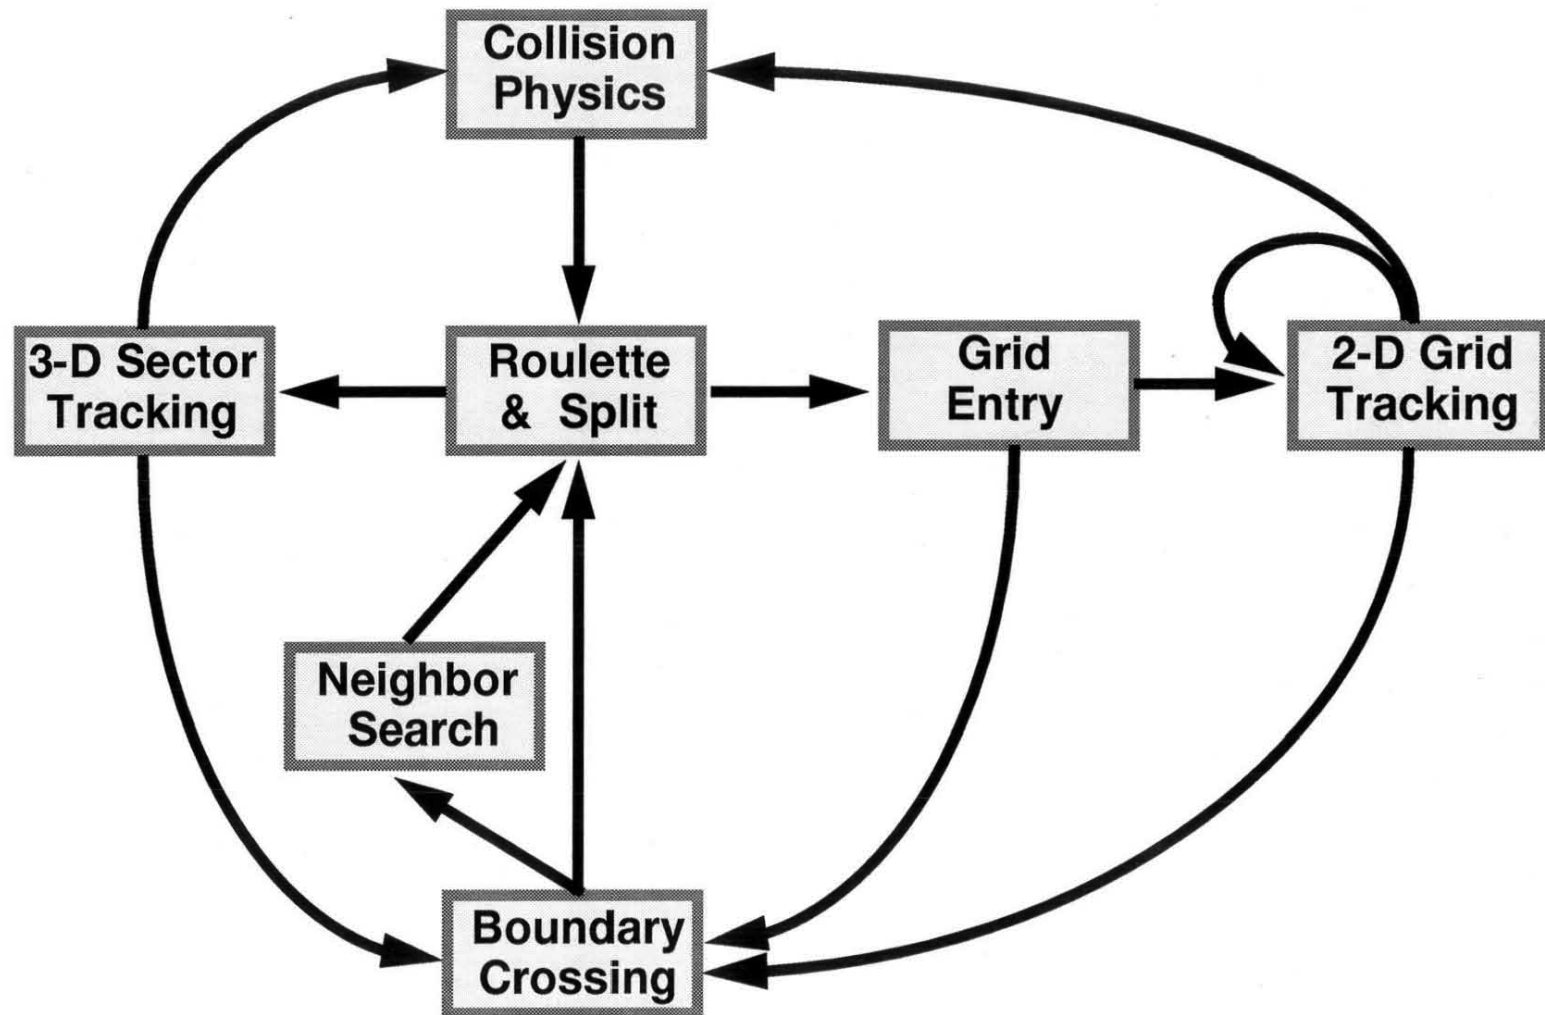 Collision
Physics
3-D Sector
Tracking
Roulette
& Split
Grid
Entry
2-D Grid
Tracking
Neighbor
Search
Boundary
Crossing